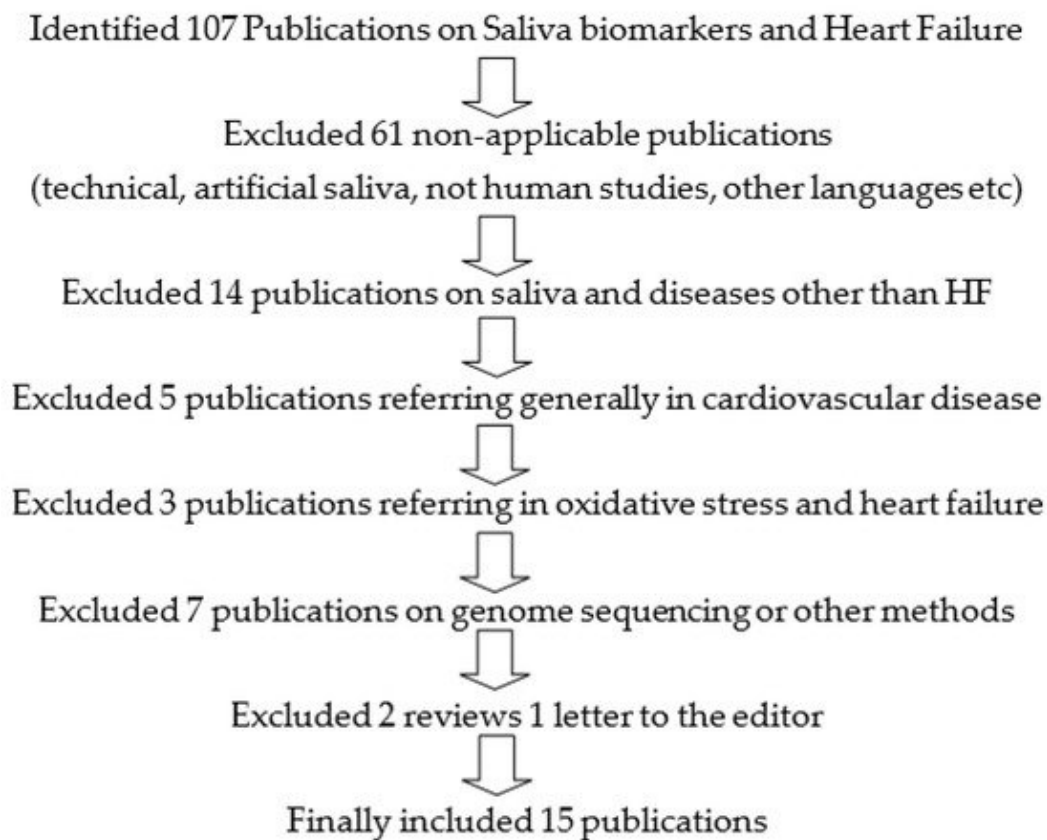 Identified 107 Publications on Saliva biomarkers and Heart Failure
Excluded 61 non-applicable publications
(technical, artificial saliva, not human studies, other languages etc)
Excluded 14 publications on saliva and diseases other than HF
Excluded 5 publications referring generally in cardiovascular disease
Excluded 3 publications referring in oxidative stress and heart failure
Excluded 7 publications on genome sequencing or other methods
Excluded 2 reviews 1 letter to the editor
Finally included 15 publications